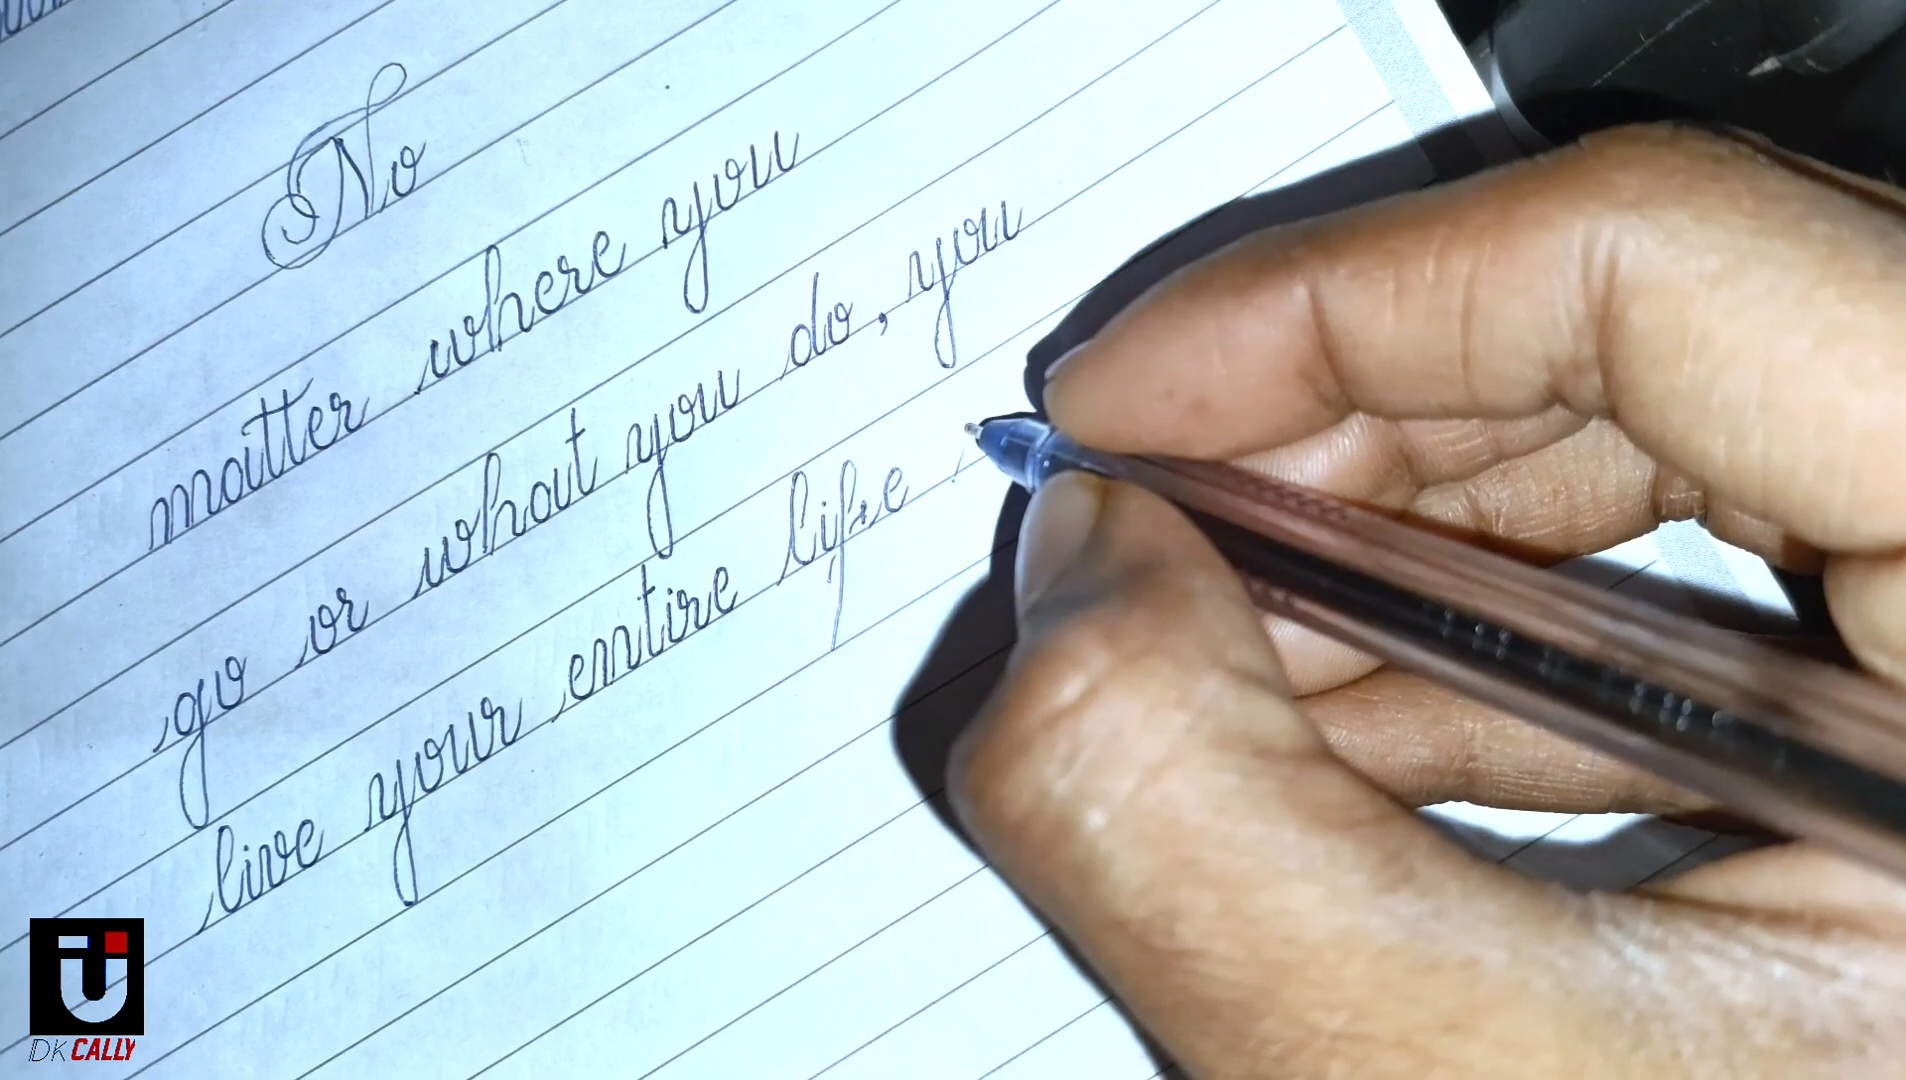 No
matter where you
go or what you do, you
live your entire life
DK CALLY